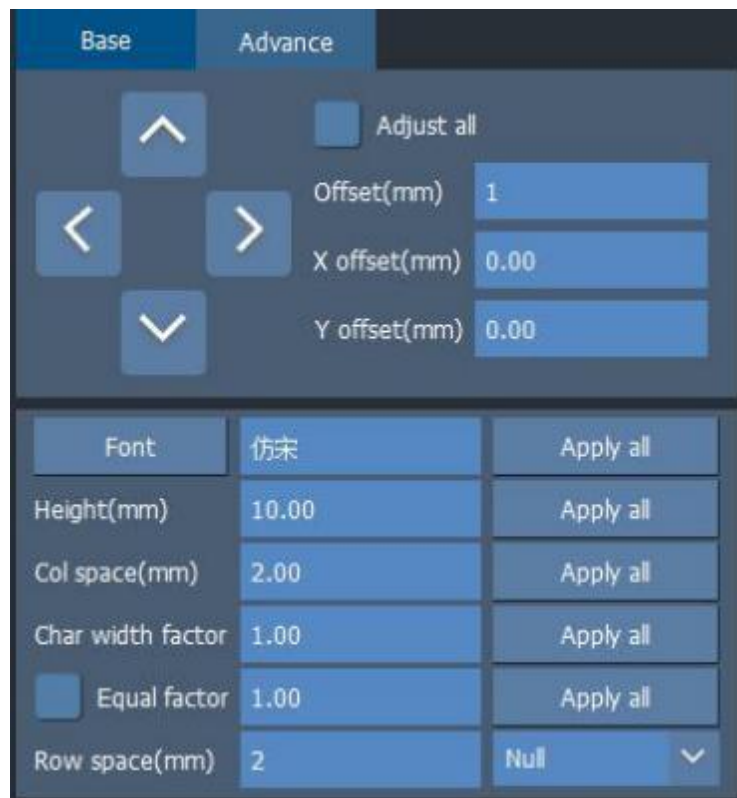 Base Advance
Adjust all
Offset(mm) 1
X offset(mm) 0.00
Y offset(mm) 0.00
Font 仿宋 Apply all
Height(mm) 10.00 Apply all
Col space(mm) 2.00 Apply all
Char width factor 1.00 Apply all
Equal factor 1.00 Apply all
Row space(mm) 2 Null